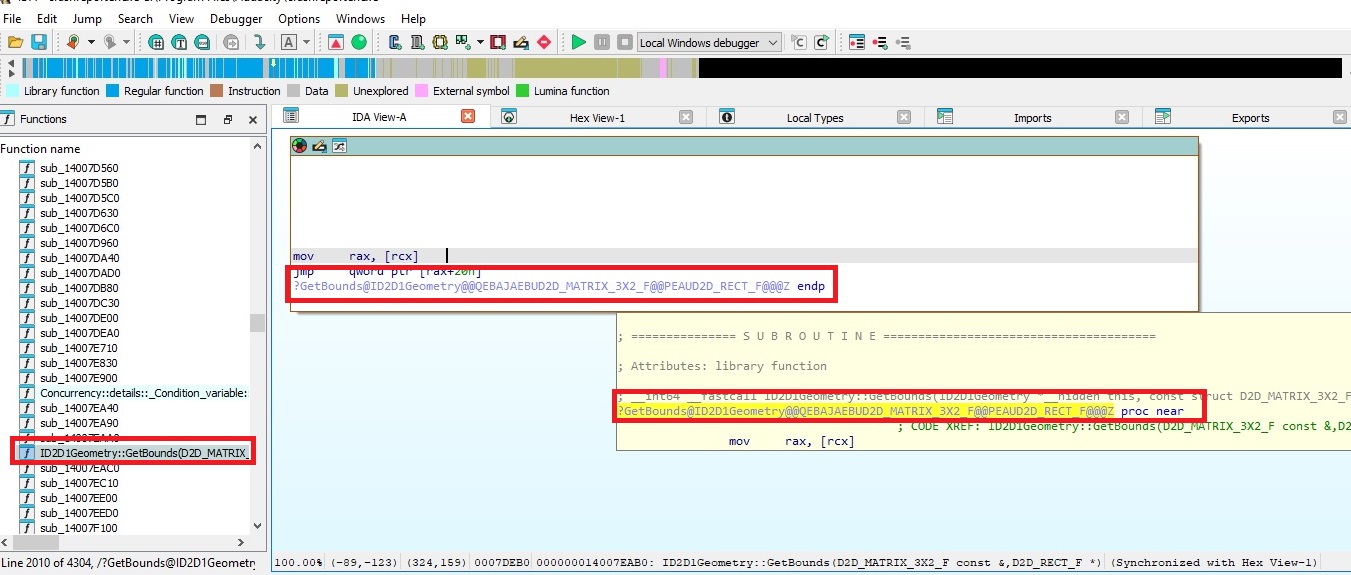 File Edit Jump Search View Debugger Options Windows Help
Local Windows debugger
Library function Regular function Instruction Data Unexplored External symbol Lumina function
Functions
IDA View-A Hex View-1 Local Types Imports Exports
Function name
sub_14007D560
sub_14007D5B0
sub_14007D5C0
sub_14007D630
sub_14007D6C0
sub_14007D960
sub_14007DA40
sub_14007DAD0
sub_14007DB80
sub_14007DC30
sub_14007DE00
sub_14007DEA0
sub_14007E710
sub_14007E830
sub_14007E900
Concurrency::details::_Condition_variable::
sub_14007EA40
sub_14007EA90
sub_14007EAA0
ID2D1Geometry::GetBounds(D2D_MATRIX_
sub_14007EAC0
sub_14007EC10
sub_14007EE00
sub_14007EED0
sub_14007F100
Line 2010 of 4304, /?GetBounds@ID2D1Geometry
mov rax, [rcx]
jmp qword ptr [rax+20h]
?GetBounds@ID2D1Geometry@@QEBAJAEBUD2D_MATRIX_3X2_F@@PEAUD2D_RECT_F@@@Z endp
; =============== S U B R O U T I N E =======================================
; Attributes: library function
; __int64 __fastcall ID2D1Geometry::GetBounds(ID2D1Geometry *__hidden this, const struct D2D_MATRIX_3X2_F
?GetBounds@ID2D1Geometry@@QEBAJAEBUD2D_MATRIX_3X2_F@@PEAUD2D_RECT_F@@@Z proc near
; CODE XREF: ID2D1Geometry::GetBounds(D2D_MATRIX_3X2_F const &,D2
mov rax, [rcx]
100.00% (-89,-123) (324,159) 0007DEB0 000000014007EAB0: ID2D1Geometry::GetBounds(D2D_MATRIX_3X2_F const &,D2D_RECT_F *) (Synchronized with Hex View-1)